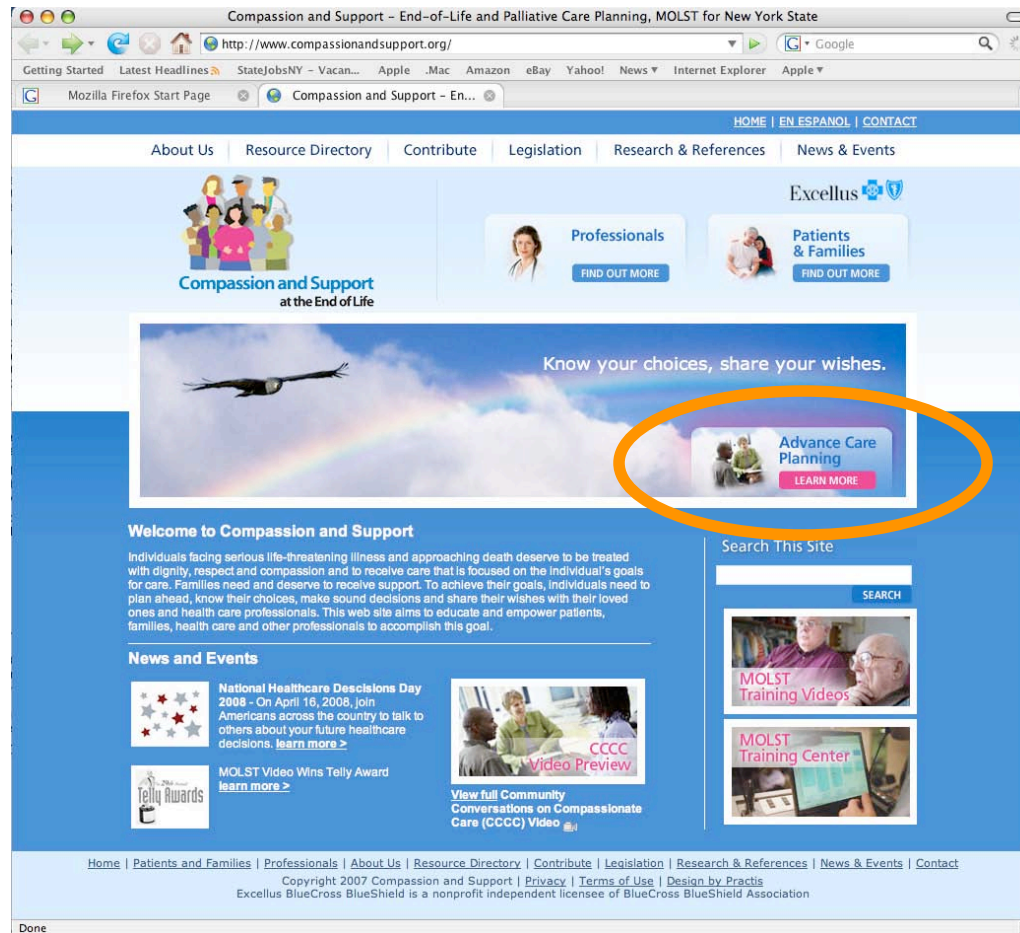 Compassion and Support – End-of-Life and Palliative Care Planning, MOLST for New York State
http://www.compassionandsupport.org/
G Google
Getting Started Latest Headlines StateJobsNY – Vacan... Apple .Mac Amazon eBay Yahoo! News Internet Explorer Apple
G Mozilla Firefox Start Page Compassion and Support – En...
HOME | EN ESPANOL | CONTACT
About Us Resource Directory Contribute Legislation Research & References News & Events
Excellus
Compassion and Support
at the End of Life
Professionals
FIND OUT MORE
Patients
& Families
FIND OUT MORE
Know your choices, share your wishes.
Advance Care
Planning
LEARN MORE
Welcome to Compassion and Support
Individuals facing serious life-threatening illness and approaching death deserve to be treated
with dignity, respect and compassion and to receive care that is focused on the individual's goals
for care. Families need and deserve to receive support. To achieve their goals, individuals need to
plan ahead, know their choices, make sound decisions and share their wishes with their loved
ones and health care professionals. This web site aims to educate and empower patients,
families, health care and other professionals to accomplish this goal.
News and Events
National Healthcare Descisions Day
2008 - On April 16, 2008, join
Americans across the country to talk to
others about your future healthcare
decisions. learn more >
The 29th Annual
Telly Awards
MOLST Video Wins Telly Award
learn more >
CCCC
Video Preview
View full Community
Conversations on Compassionate
Care (CCCC) Video
Search This Site
SEARCH
MOLST
Training Videos
MOLST
Training Center
Home | Patients and Families | Professionals | About Us | Resource Directory | Contribute | Legislation | Research & References | News & Events | Contact
Copyright 2007 Compassion and Support | Privacy | Terms of Use | Design by Practis
Excellus BlueCross BlueShield is a nonprofit independent licensee of BlueCross BlueShield Association
Done